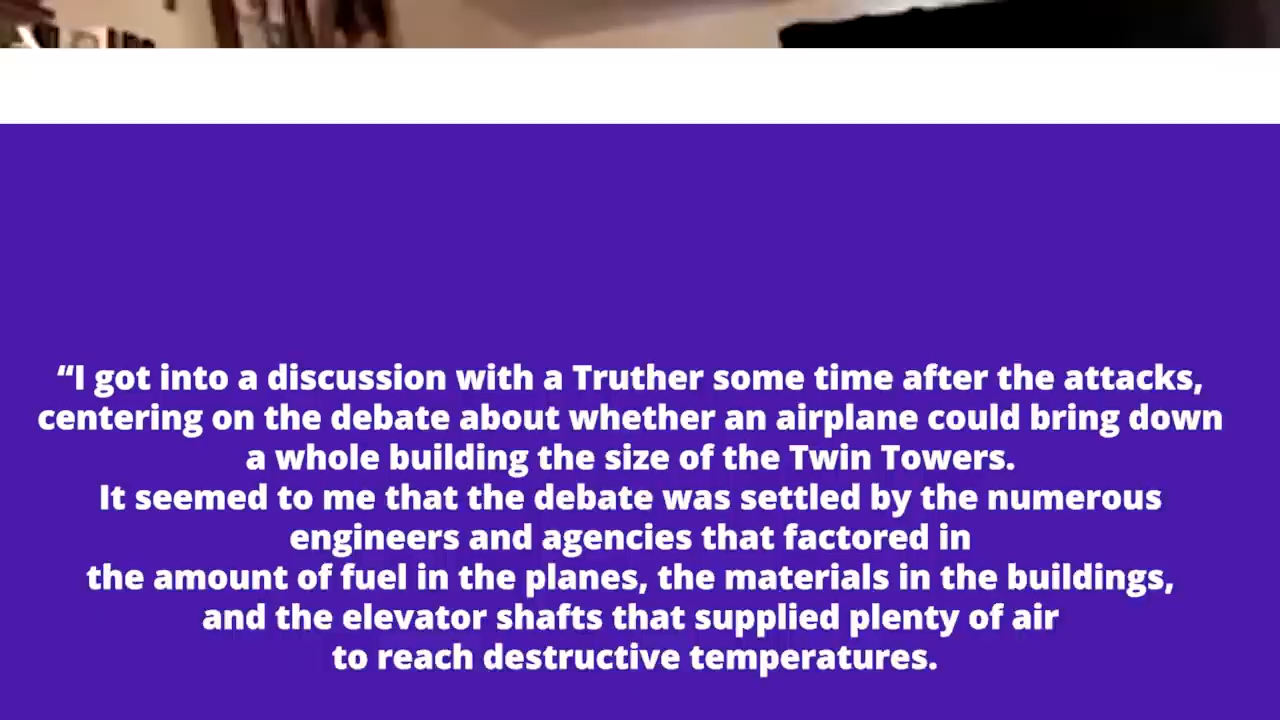 “I got into a discussion with a Truther some time after the attacks,
centering on the debate about whether an airplane could bring down
a whole building the size of the Twin Towers.
It seemed to me that the debate was settled by the numerous
engineers and agencies that factored in
the amount of fuel in the planes, the materials in the buildings,
and the elevator shafts that supplied plenty of air
to reach destructive temperatures.